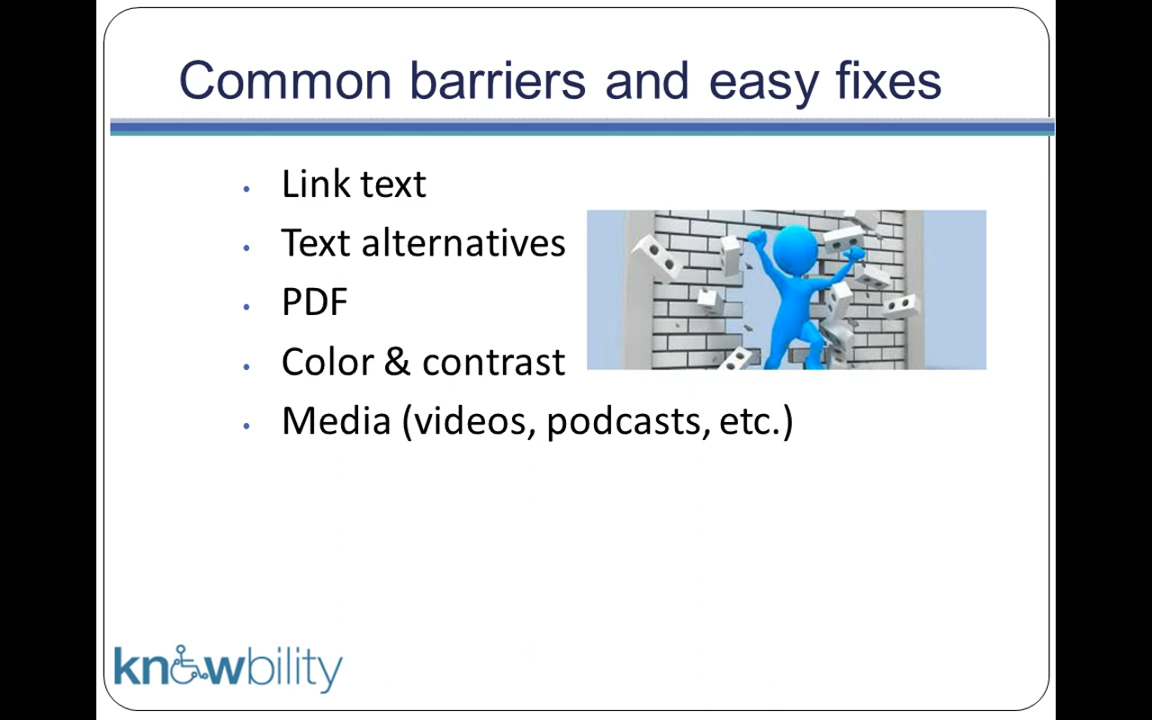 Common barriers and easy fixes
• Link text
• Text alternatives
• PDF
• Color & contrast
• Media (videos, podcasts, etc.)
knowbility